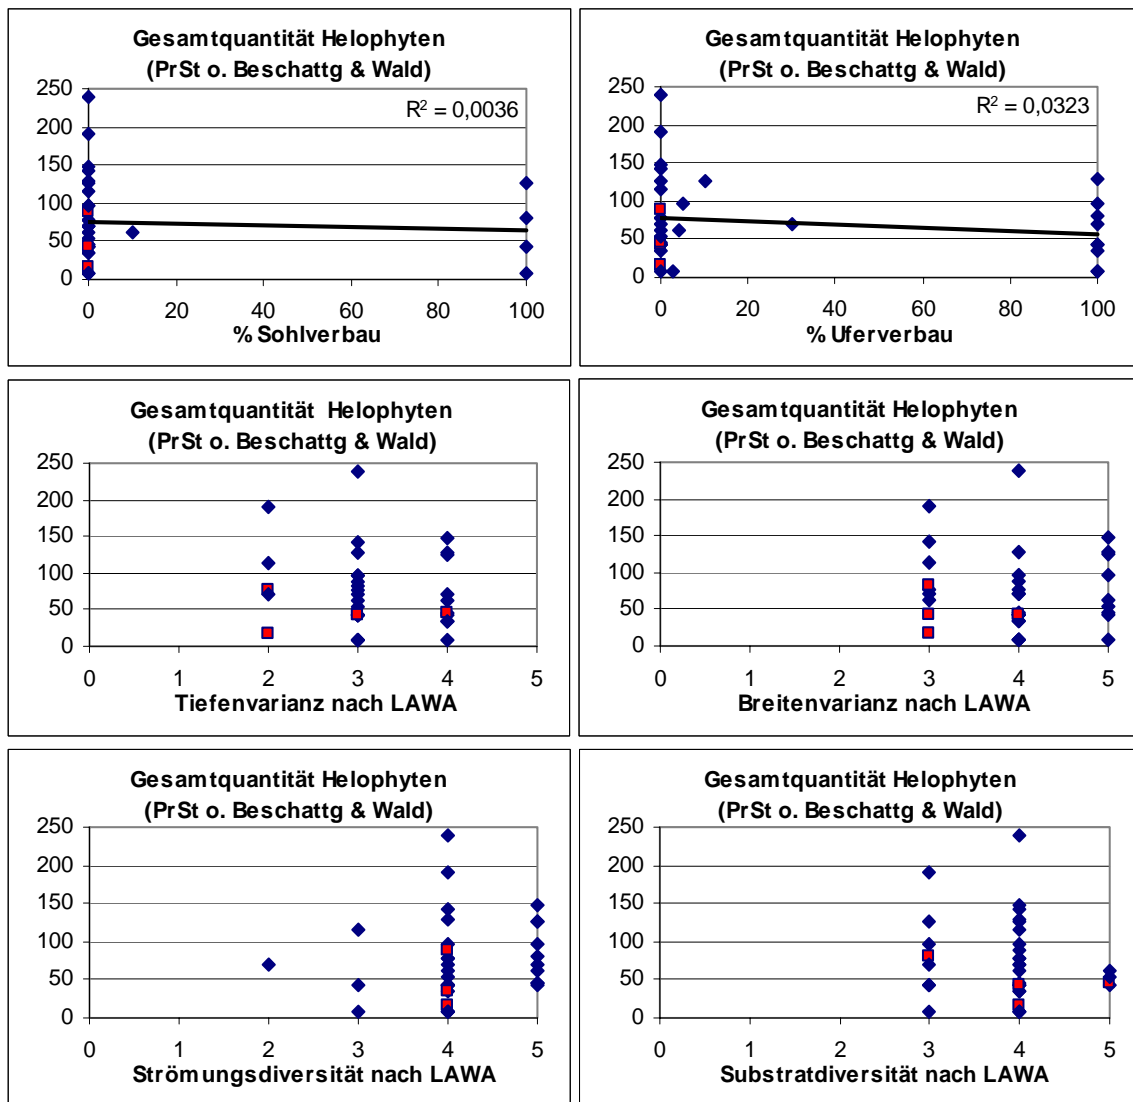 Gesamtquantität Helophyten
(PrSt o. Beschattg & Wald)
250
200
150
100
50
0
R² = 0,0036
0 20 40 60 80 100
% Sohlverbau
Gesamtquantität Helophyten
(PrSt o. Beschattg & Wald)
250
200
150
100
50
0
R² = 0,0323
0 20 40 60 80 100
% Uferverbau
Gesamtquantität Helophyten
(PrSt o. Beschattg & Wald)
250
200
150
100
50
0
0 1 2 3 4 5
Tiefenvarianz nach LAWA
Gesamtquantität Helophyten
(PrSt o. Beschattg & Wald)
250
200
150
100
50
0
0 1 2 3 4 5
Breitenvarianz nach LAWA
Gesamtquantität Helophyten
(PrSt o. Beschattg & Wald)
250
200
150
100
50
0
0 1 2 3 4 5
Strömungsdiversität nach LAWA
Gesamtquantität Helophyten
(PrSt o. Beschattg & Wald)
250
200
150
100
50
0
0 1 2 3 4 5
Substratdiversität nach LAWA